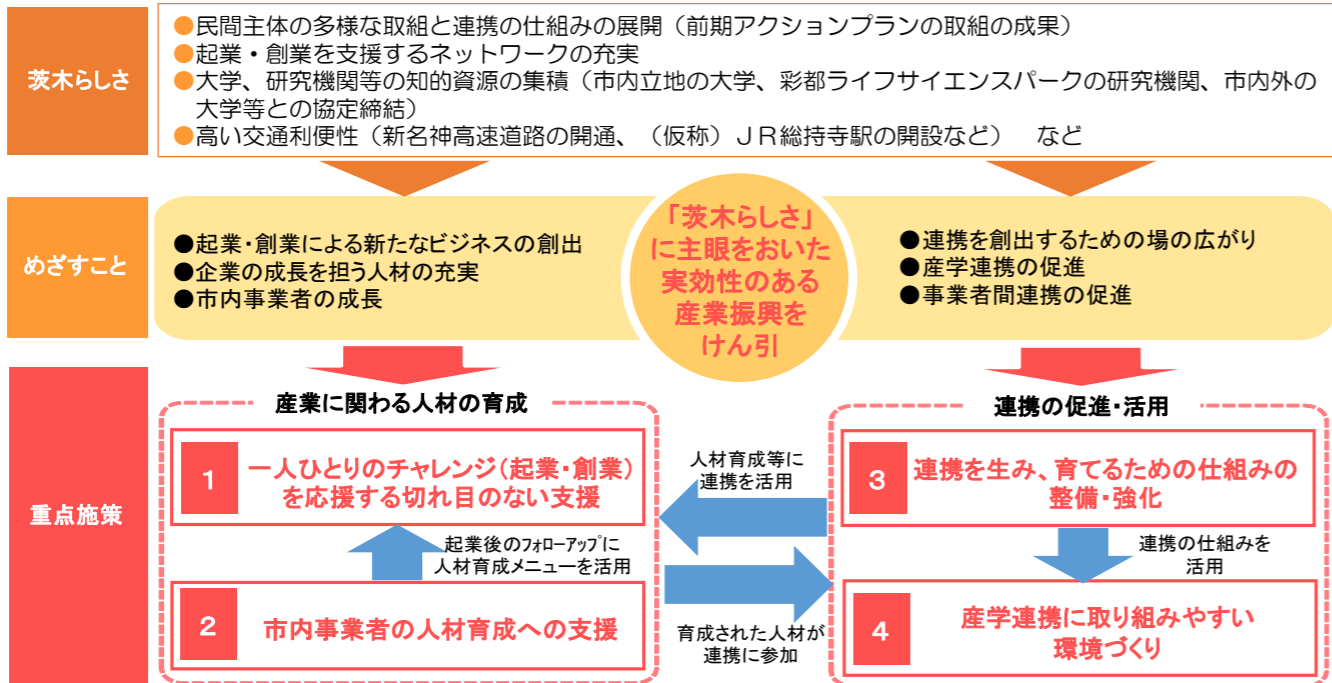 茨木らしさ
●民間主体の多様な取組と連携の仕組みの展開（前期アクションプランの取組の成果）
●起業・創業を支援するネットワークの充実
●大学、研究機関等の知的資源の集積（市内立地の大学、彩都ライフサイエンスパークの研究機関、市内外の
大学等との協定締結）
●高い交通利便性（新名神高速道路の開通、（仮称）ＪＲ総持寺駅の開設など）　など
めざすこと
●起業・創業による新たなビジネスの創出
●企業の成長を担う人材の充実
●市内事業者の成長
「茨木らしさ」
に主眼をおいた
実効性のある
産業振興を
けん引
●連携を創出するための場の広がり
●産学連携の促進
●事業者間連携の促進
重点施策
産業に関わる人材の育成
1
一人ひとりのチャレンジ（起業・創業）
を応援する切れ目のない支援
起業後のﾌｫﾛｰｱｯﾌﾟに
人材育成メニューを活用
2
市内事業者の人材育成への支援
人材育成等に
連携を活用
育成された人材が
連携に参加
連携の促進・活用
3
連携を生み、育てるための仕組みの
整備・強化
連携の仕組みを
活用
4
産学連携に取り組みやすい
環境づくり